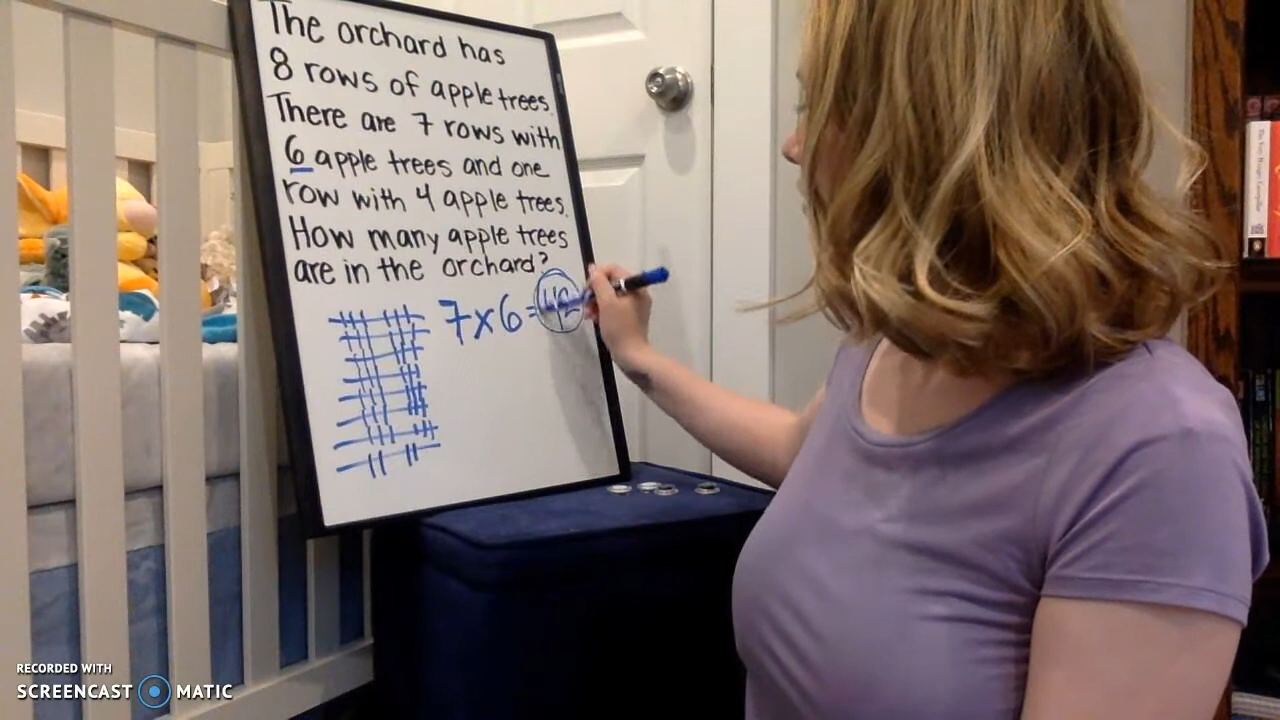 The orchard has
8 rows of apple trees.
There are 7 rows with
6 apple trees and one
row with 4 apple trees.
How many apple trees
are in the orchard?
7x6=42
RECORDED WITH
SCREENCAST MATIC